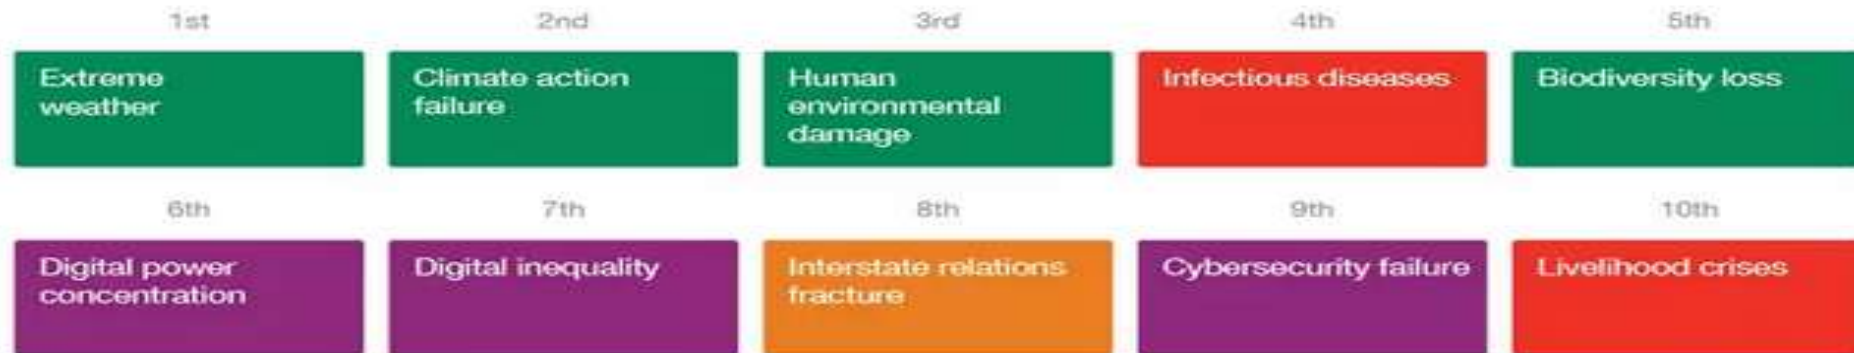 1st 2nd 3rd 4th 5th
Extreme
weather
Climate action
failure
Human
environmental
damage
Infectious diseases
Biodiversity loss
6th 7th 8th 9th 10th
Digital power
concentration
Digital inequality
Interstate relations
fracture
Cybersecurity failure
Livelihood crises